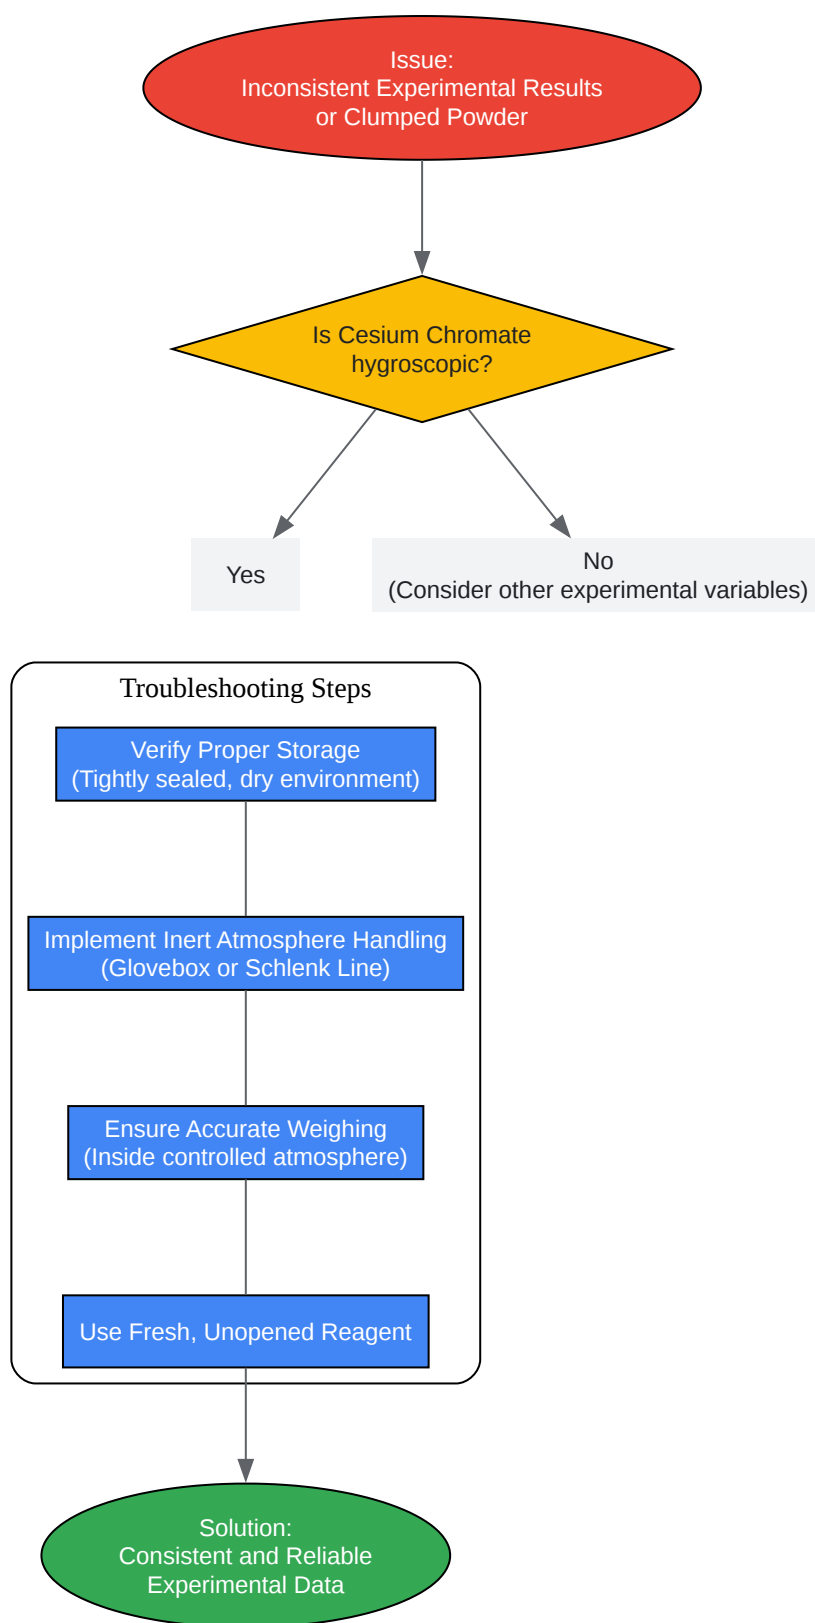 Issue:
Inconsistent Experimental Results
or Clumped Powder
Is Cesium Chromate
hygroscopic?
Yes
No
(Consider other experimental variables)
Troubleshooting Steps
Verify Proper Storage
(Tightly sealed, dry environment)
Implement Inert Atmosphere Handling
(Glovebox or Schlenk Line)
Ensure Accurate Weighing
(Inside controlled atmosphere)
Use Fresh, Unopened Reagent
Solution:
Consistent and Reliable
Experimental Data